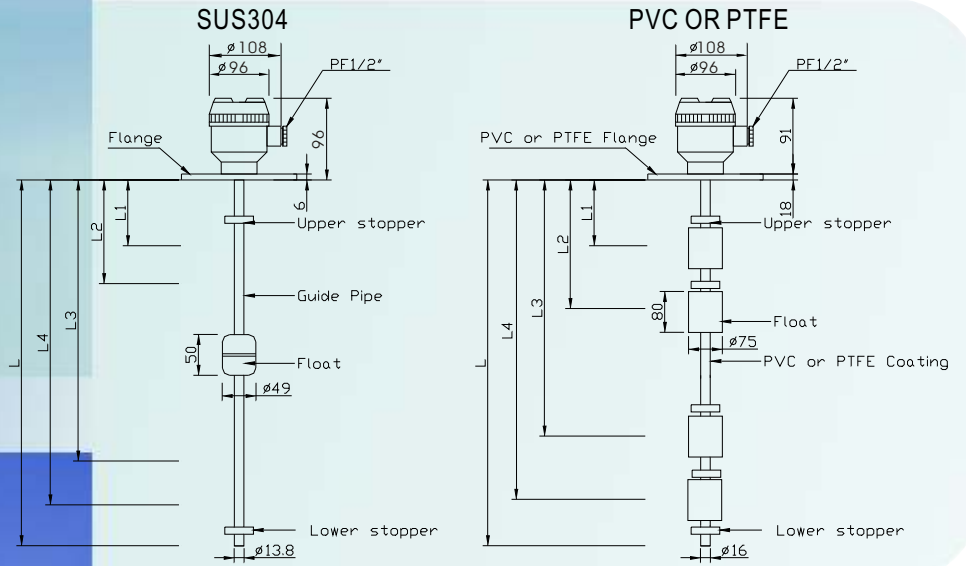 SUS304
ø108
ø96
PF1/2"
96
Flange
6
L1
L2
L3
L4
L
Upper stopper
Guide Pipe
50
Float
ø49
Lower stopper
ø13.8
PVC OR PTFE
ø108
ø96
PF1/2"
91
PVC or PTFE Flange
18
L1
L2
L3
L4
L
Upper stopper
80
Float
ø75
PVC or PTFE Coating
Lower stopper
ø16